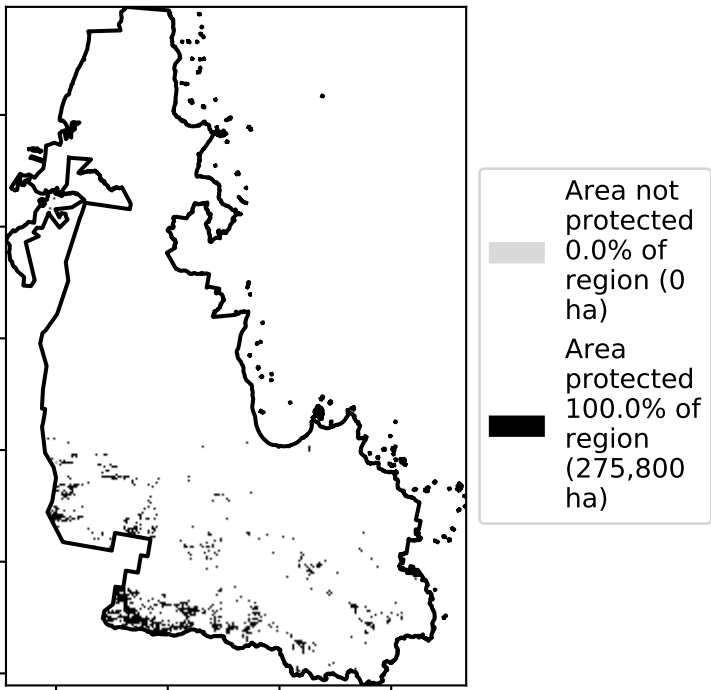 Area not
protected
0.0% of
region (0
ha)
Area
protected
100.0% of
region
(275,800
ha)